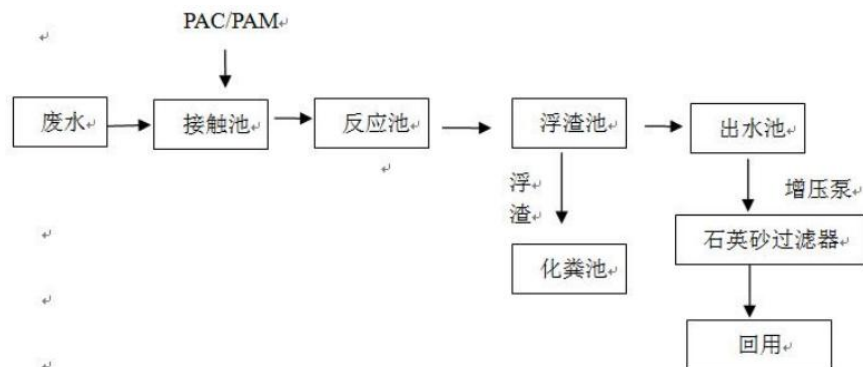 PAC/PAM
废水
接触池
反应池
浮渣池
出水池
浮
渣
增压泵
化粪池
石英砂过滤器
回用